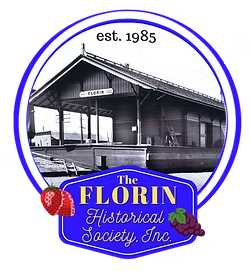 est. 1985
FLORIN
The
FLORIN
Historical
Society, Inc.